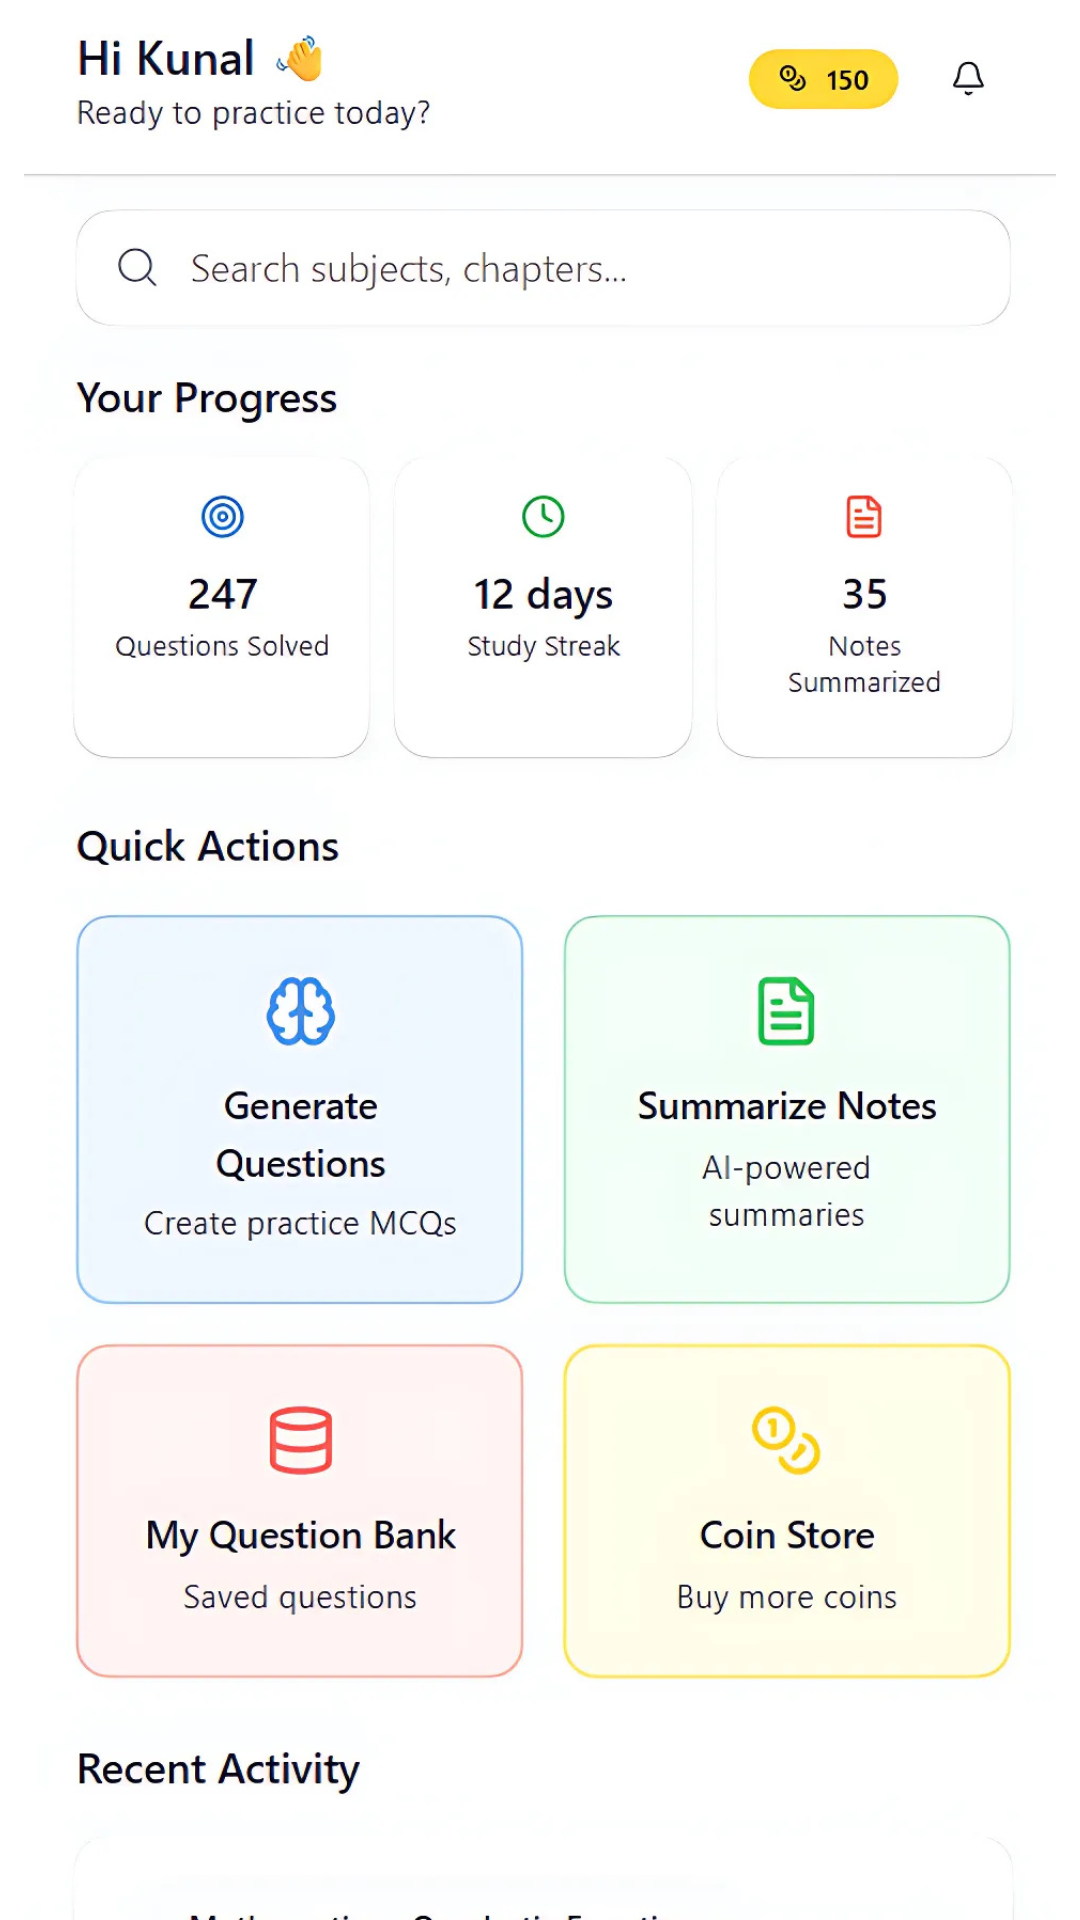 Hi Kunal 👋
Ready to practice today?
150
Search subjects, chapters...
Your Progress
247
Questions Solved
12 days
Study Streak
35
Notes
Summarized
Quick Actions
Generate
Questions
Create practice MCQs
Summarize Notes
AI-powered
summaries
My Question Bank
Saved questions
Coin Store
Buy more coins
Recent Activity